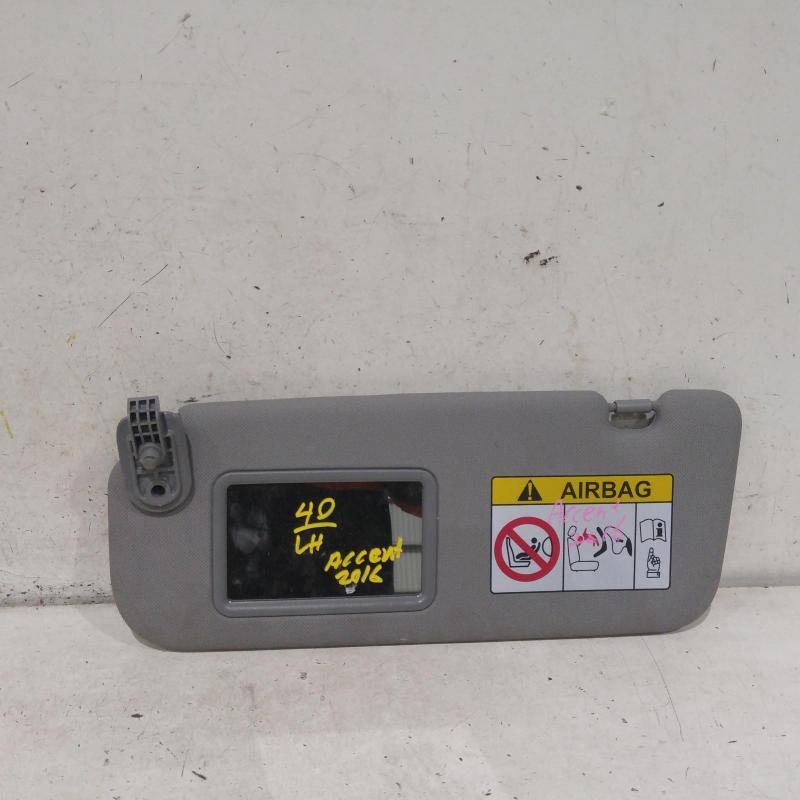 AIRBAG
Accent
40
LH
Accent
2016